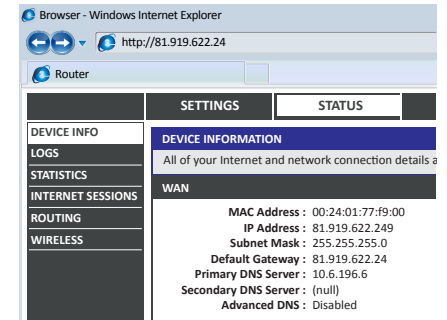 Browser - Windows Internet Explorer
http://81.919.622.24
Router
SETTINGS STATUS
DEVICE INFO
LOGS
STATISTICS
INTERNET SESSIONS
ROUTING
WIRELESS
DEVICE INFORMATION
All of your Internet and network connection details a
WAN
MAC Address : 00:24:01:77:f9:00
IP Address : 81.919.622.249
Subnet Mask : 255.255.255.0
Default Gateway : 81.919.622.24
Primary DNS Server : 10.6.196.6
Secondary DNS Server : (null)
Advanced DNS : Disabled